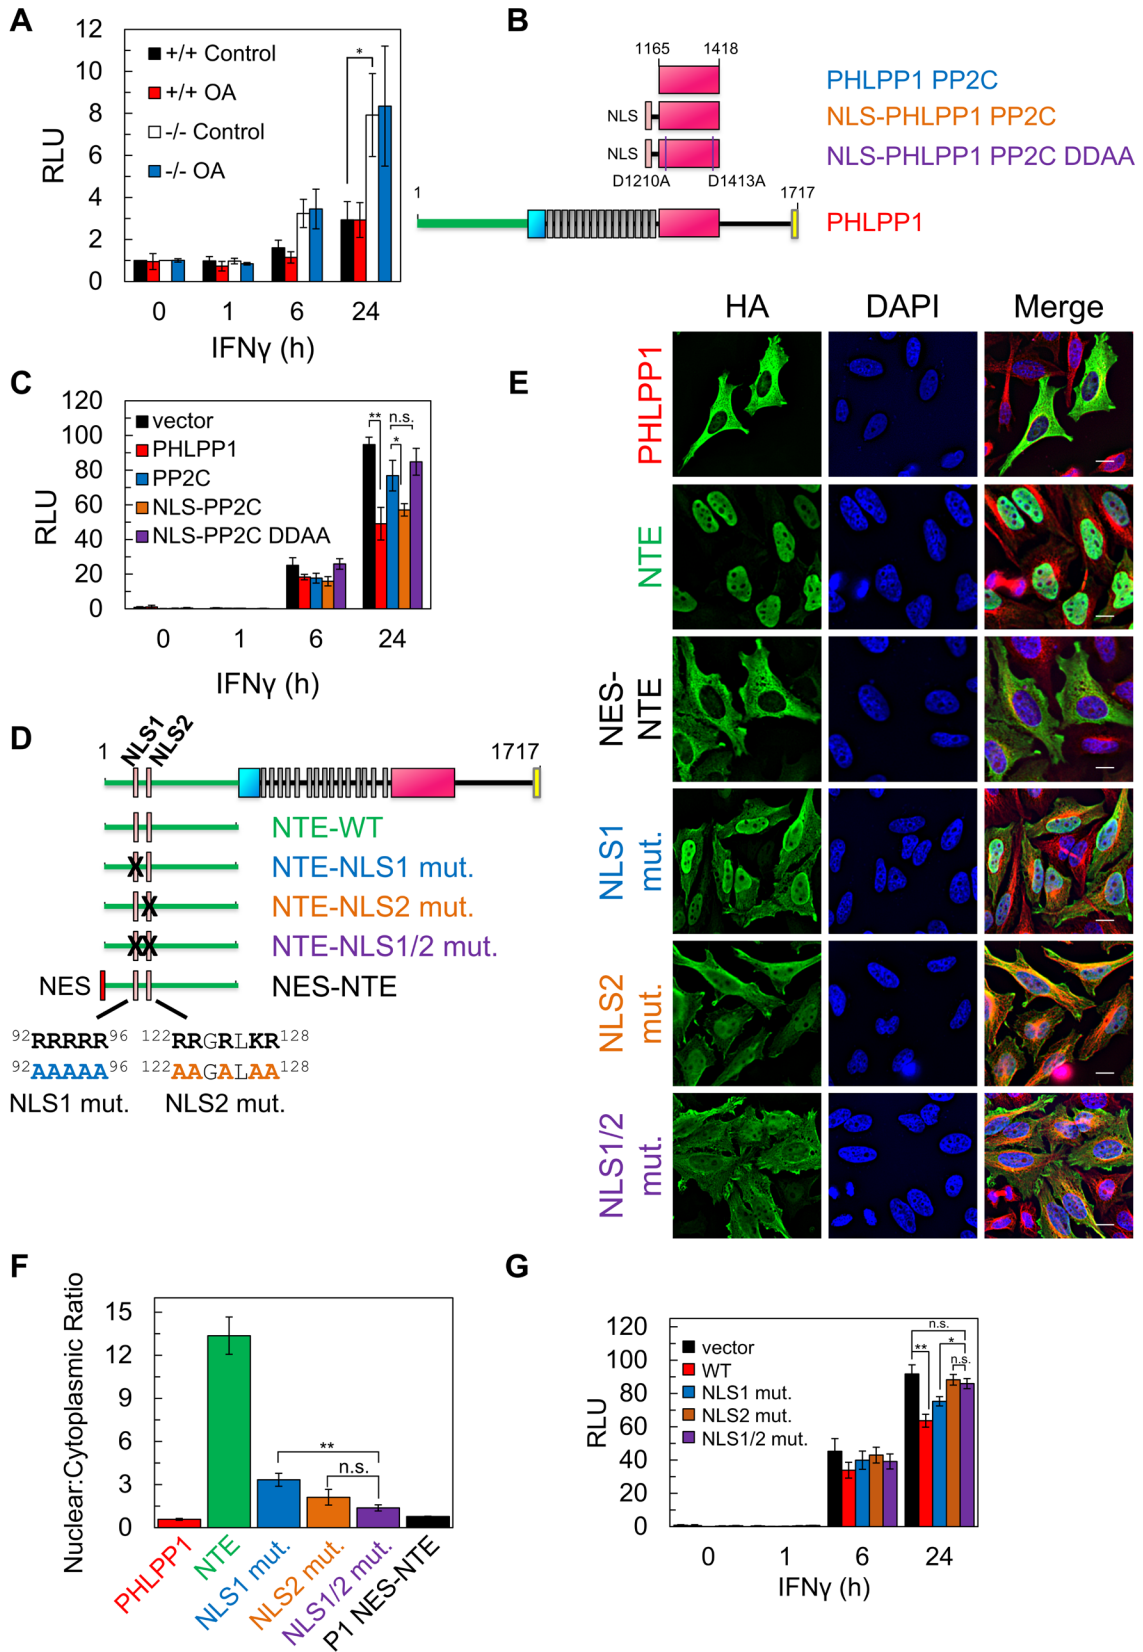 A
12
10
8
6
4
2
0
RLU
+/+ Control
+/+ OA
-/- Control
-/- OA
*
0 1 6 24
IFNγ (h)
B
1165 1418
PHLPP1 PP2C
NLS
NLS-PHLPP1 PP2C
NLS
NLS-PHLPP1 PP2C DDAA
D1210A D1413A
1 1717
PHLPP1
C
120
100
80
60
40
20
0
RLU
vector
PHLPP1
PP2C
NLS-PP2C
NLS-PP2C DDAA
** n.s.
*
0 1 6 24
IFNγ (h)
D
1 NLS1 NLS2 1717
NTE-WT
X NTE-NLS1 mut.
X NTE-NLS2 mut.
XX NTE-NLS1/2 mut.
NES NES-NTE
92RRRRR96 122RRGRLKR128
92AAAAA96 122AAGALAA128
NLS1 mut. NLS2 mut.
E
HA DAPI Merge
PHLPP1
NTE
NES-
NTE
NLS1
mut.
NLS2
mut.
NLS1/2
mut.
F
Nuclear:Cytoplasmic Ratio
15
12
9
6
3
0
**
n.s.
PHLPP1
NTE
NLS1 mut.
NLS2 mut.
NLS1/2 mut.
P1 NES-NTE
G
120
100
80
60
40
20
0
RLU
vector
WT
NLS1 mut.
NLS2 mut.
NLS1/2 mut.
n.s.
** *
n.s.
0 1 6 24
IFNγ (h)